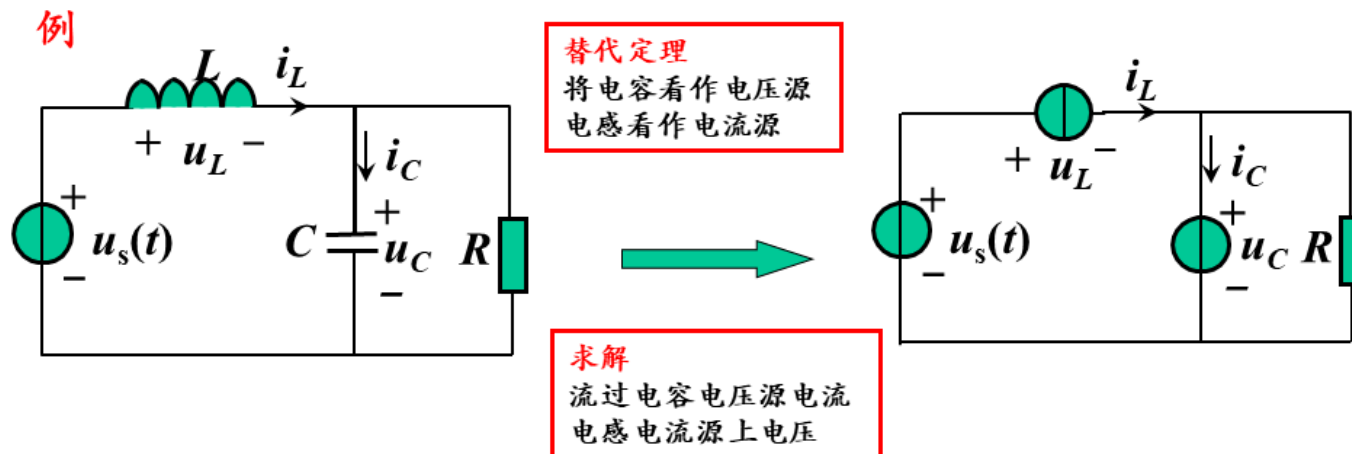 例
L
i_L
+ u_L −
i_C
+
u_s(t)
−
C
+
u_C
−
R
替代定理
将电容看作电压源
电感看作电流源
求解
流过电容电压源电流
电感电流源上电压
i_L
+ u_L −
i_C
+
u_s(t)
−
+
u_C
−
R